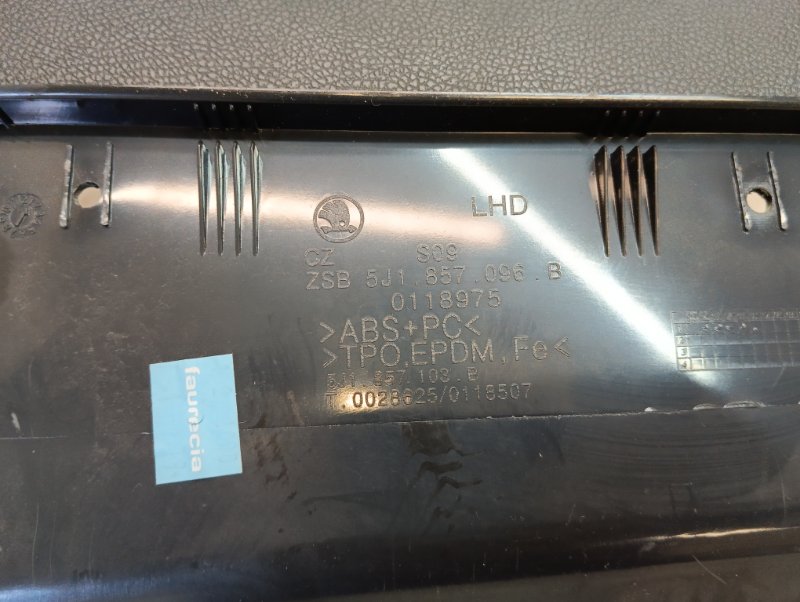 LHD
CZ S09
ZSB 5J1.857.096.B
0118975
>ABS+PC<
>TPO,EPDM,Fe<
5J1.857.103.B
T.0028625/0118507
faurecia